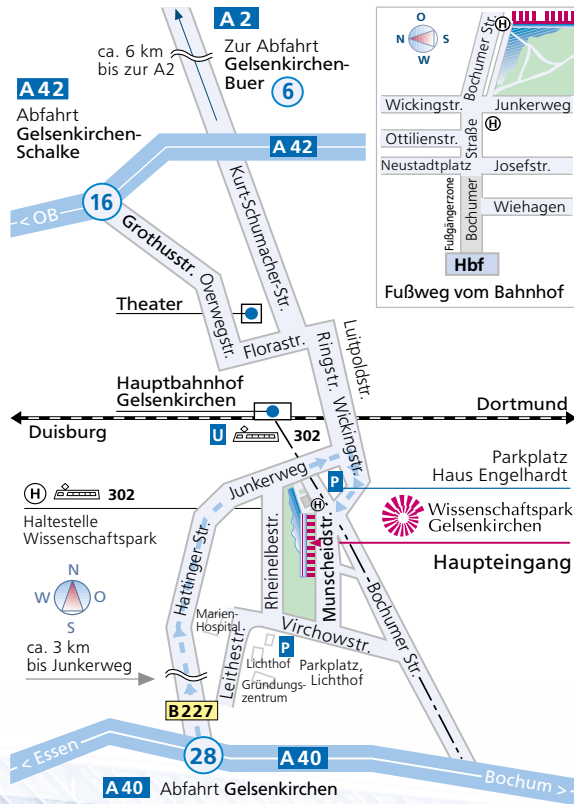 A 2
ca. 6 km
bis zur A2
Zur Abfahrt
Gelsenkirchen-
Buer
6
A 42
Abfahrt
Gelsenkirchen-
Schalke
A 42
16
< OB
Grothusstr.
Kurt-Schumacher-Str.
Overwegstr.
Theater
Florastr.
Luitpoldstr.
Ringstr.
Wickingstr.
Hauptbahnhof
Gelsenkirchen
Duisburg
Dortmund
U
302
Junkerweg
P
Parkplatz
Haus Engelhardt
H
302
Haltestelle
Wissenschaftspark
H
Wissenschaftspark
Gelsenkirchen
Haupteingang
Hattinger Str.
Rheinelbestr.
Munscheidstr.
Bochumer Str.
N
W
O
S
Marien-
Hospital
Virchowstr.
ca. 3 km
bis Junkerweg
Leithestr.
P
Lichthof
Parkplatz,
Lichthof
Gründungs-
zentrum
B227
28
< Essen
A 40
Bochum >
A 40 Abfahrt Gelsenkirchen
O
N
S
W
H
Bochumer Str.
Wickingstr.
Junkerweg
H
Ottilienstr.
Neustadtplatz
Josefstr.
Bochumer Straße
Fußgängerzone
Wiehagen
Hbf
Fußweg vom Bahnhof